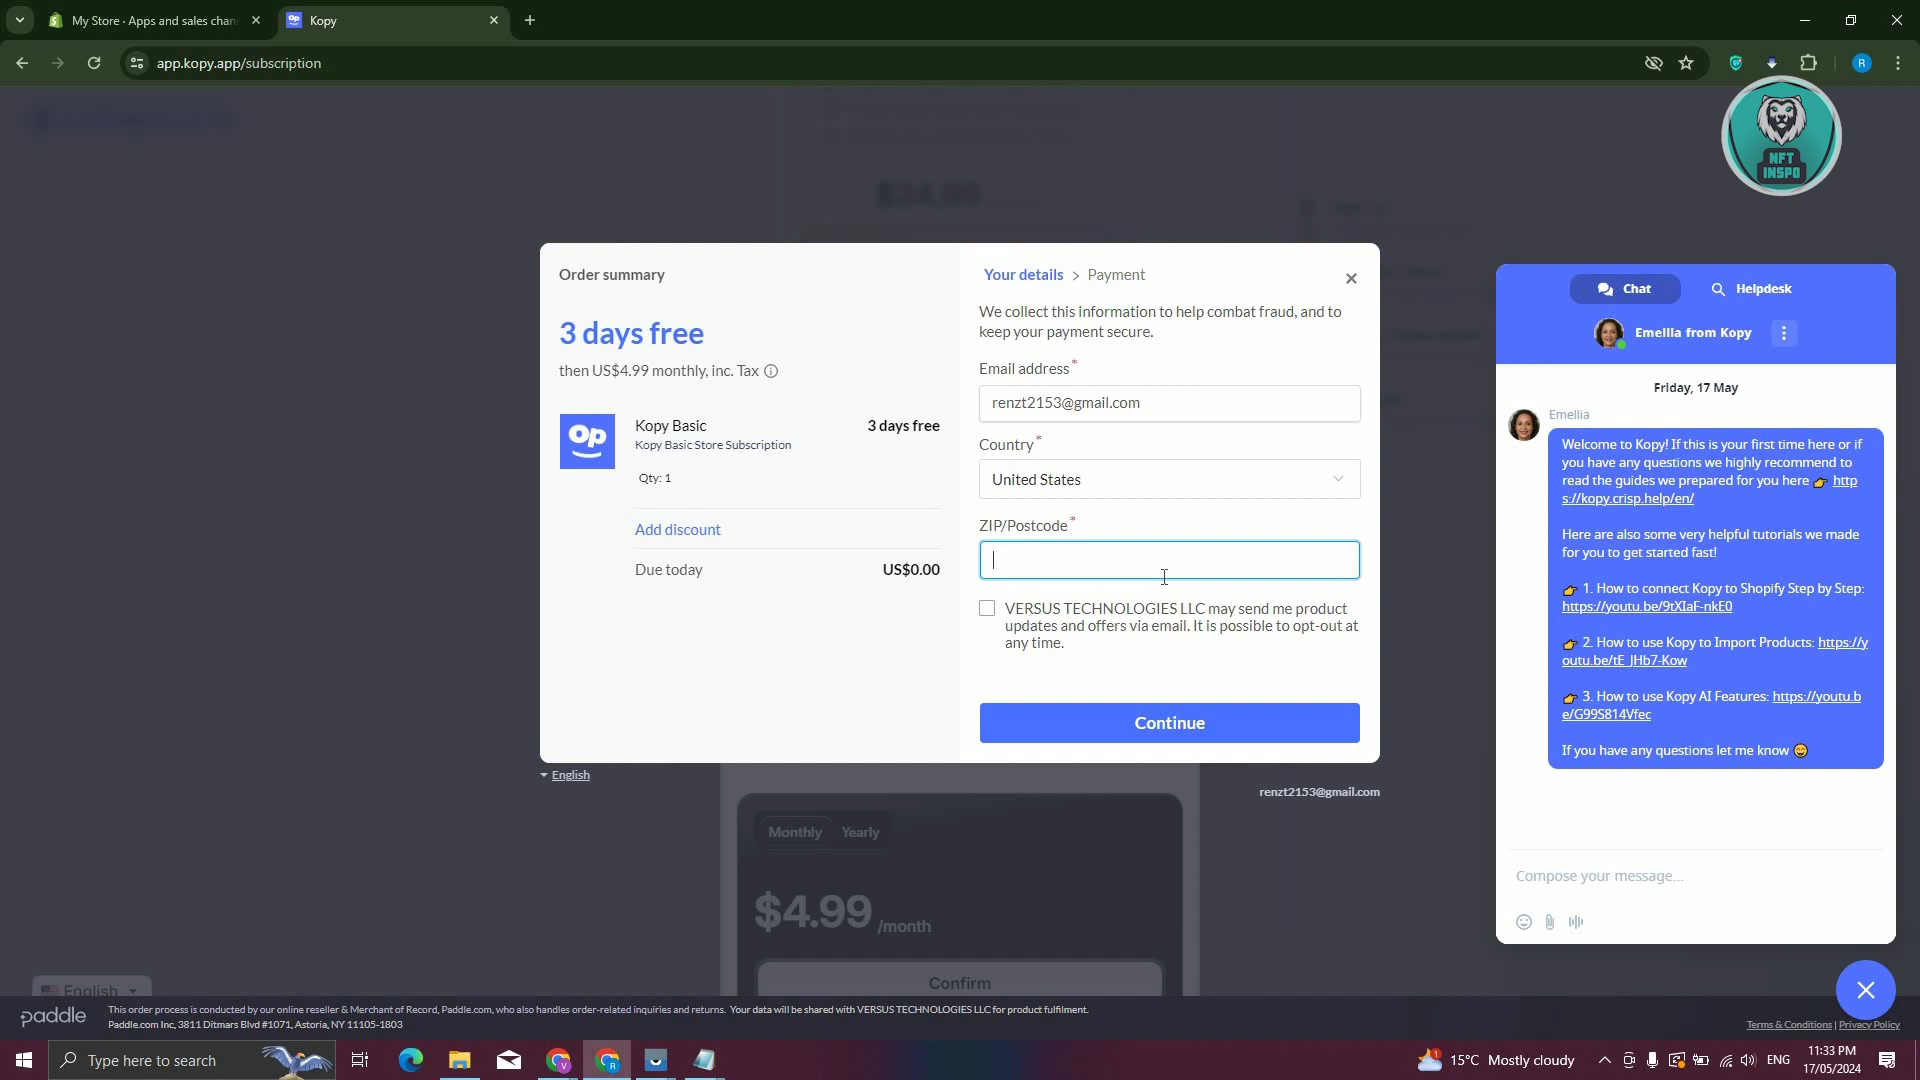 My Store · Apps and sales chan
Kopy
app.kopy.app/subscription
R
NFT
INSPO
$24.99
Order summary
3 days free
then US$4.99 monthly, inc. Tax
Kopy Basic
3 days free
Kopy Basic Store Subscription
Qty: 1
Add discount
Due today
US$0.00
Your details > Payment
We collect this information to help combat fraud, and to
keep your payment secure.
Email address*
renzt2153@gmail.com
Country*
United States
ZIP/Postcode*
VERSUS TECHNOLOGIES LLC may send me product
updates and offers via email. It is possible to opt-out at
any time.
Continue
English
renzt2153@gmail.com
Monthly
Yearly
$4.99 /month
Confirm
Chat
Helpdesk
Emellia from Kopy
Friday, 17 May
Emellia
Welcome to Kopy! If this is your first time here or if
you have any questions we highly recommend to
read the guides we prepared for you here 👉 http
s://kopy.crisp.help/en/
Here are also some very helpful tutorials we made
for you to get started fast!
👉 1. How to connect Kopy to Shopify Step by Step:
https://youtu.be/9tXIaF-nkE0
👉 2. How to use Kopy to Import Products: https://y
outu.be/tE_JHb7-Kow
👉 3. How to use Kopy AI Features: https://youtu.b
e/G99S814Vfec
If you have any questions let me know 😄
Compose your message...
English
paddle
This order process is conducted by our online reseller & Merchant of Record, Paddle.com, who also handles order-related inquiries and returns. Your data will be shared with VERSUS TECHNOLOGIES LLC for product fulfilment.
Paddle.com Inc, 3811 Ditmars Blvd #1071, Astoria, NY 11105-1803
Terms & Conditions | Privacy Policy
Type here to search
15°C Mostly cloudy
ENG
11:33 PM
17/05/2024